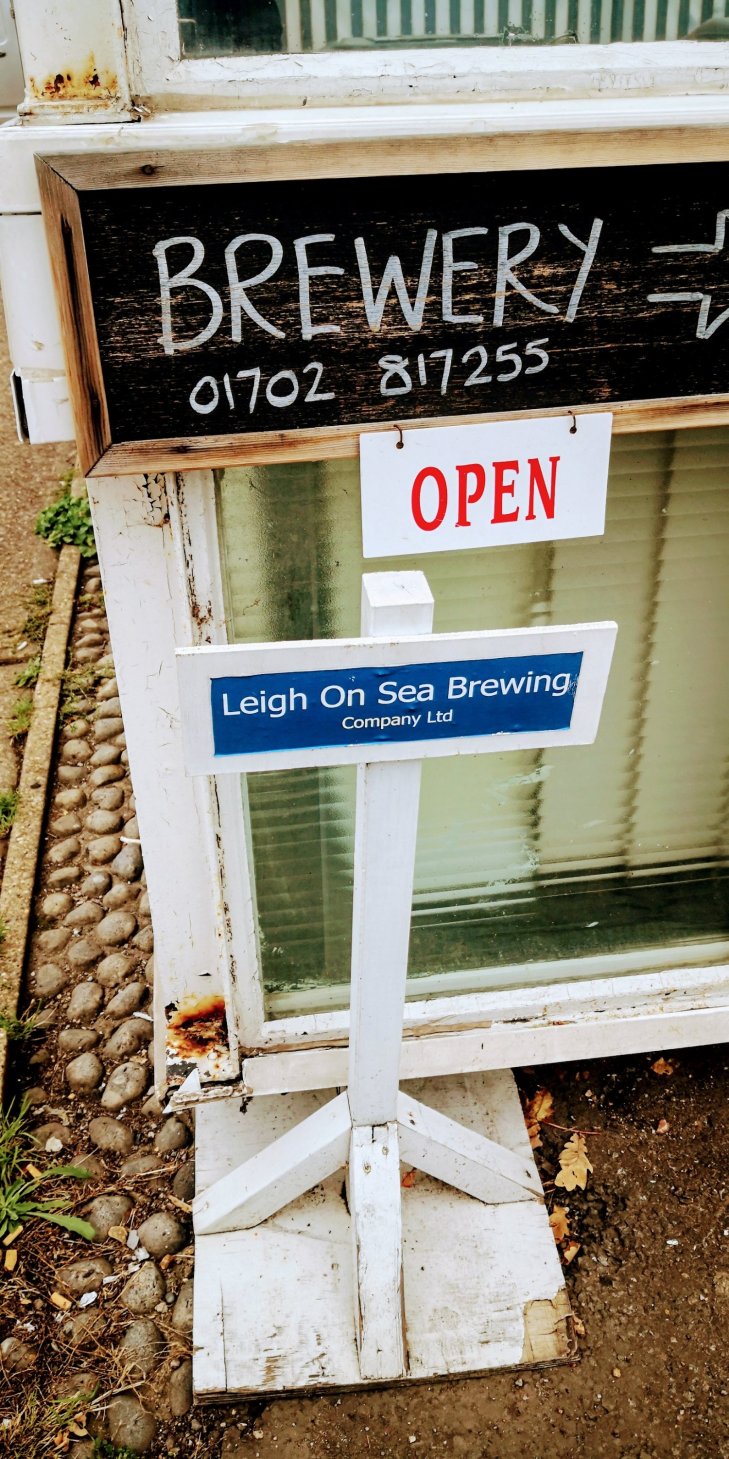 BREWERY
01702 817255
OPEN
Leigh On Sea Brewing
Company Ltd